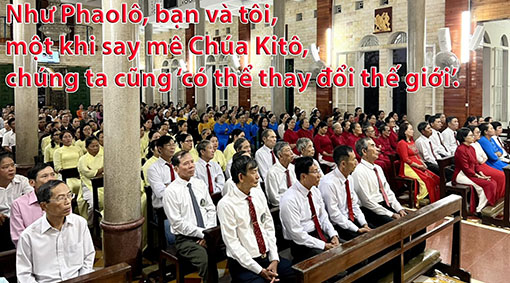 Như Phaolô, bạn và tôi,
một khi say mê Chúa Kitô,
chúng ta cũng ‘có thể thay đổi thế giới’.